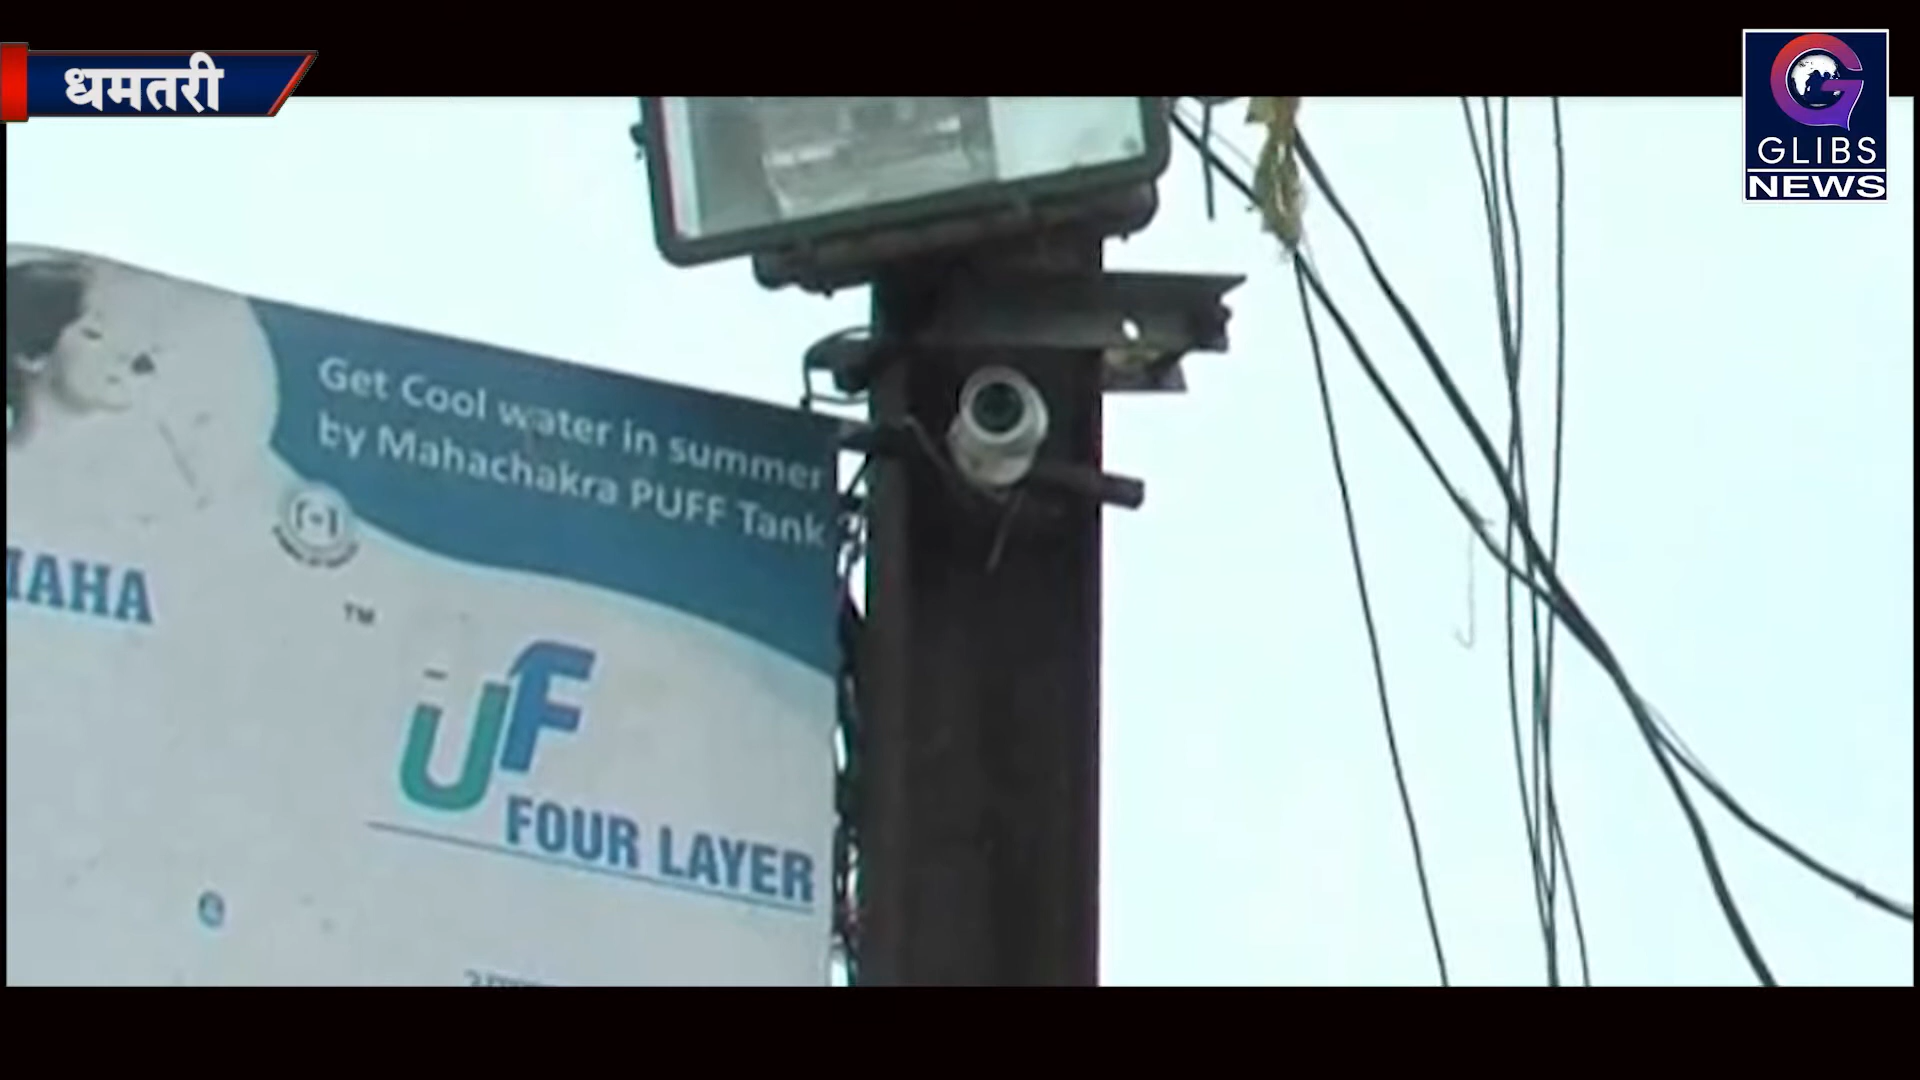 धमतरी
GLIBS
NEWS
Get Cool water in summer
by Mahachakra PUFF Tank
MAHA
TM
UF
FOUR LAYER
e